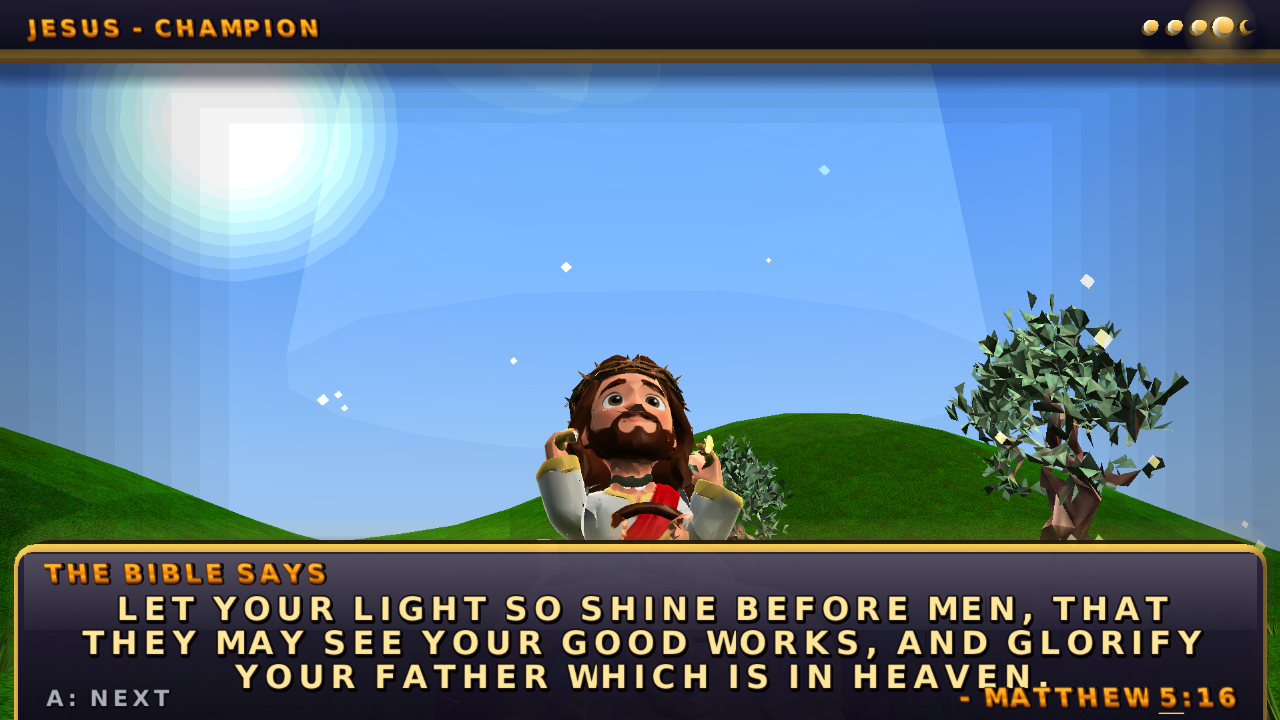 JESUS - CHAMPION
THE BIBLE SAYS
LET YOUR LIGHT SO SHINE BEFORE MEN, THAT
THEY MAY SEE YOUR GOOD WORKS, AND GLORIFY
YOUR FATHER WHICH IS IN HEAVEN.
- MATTHEW 5:16
A: NEXT